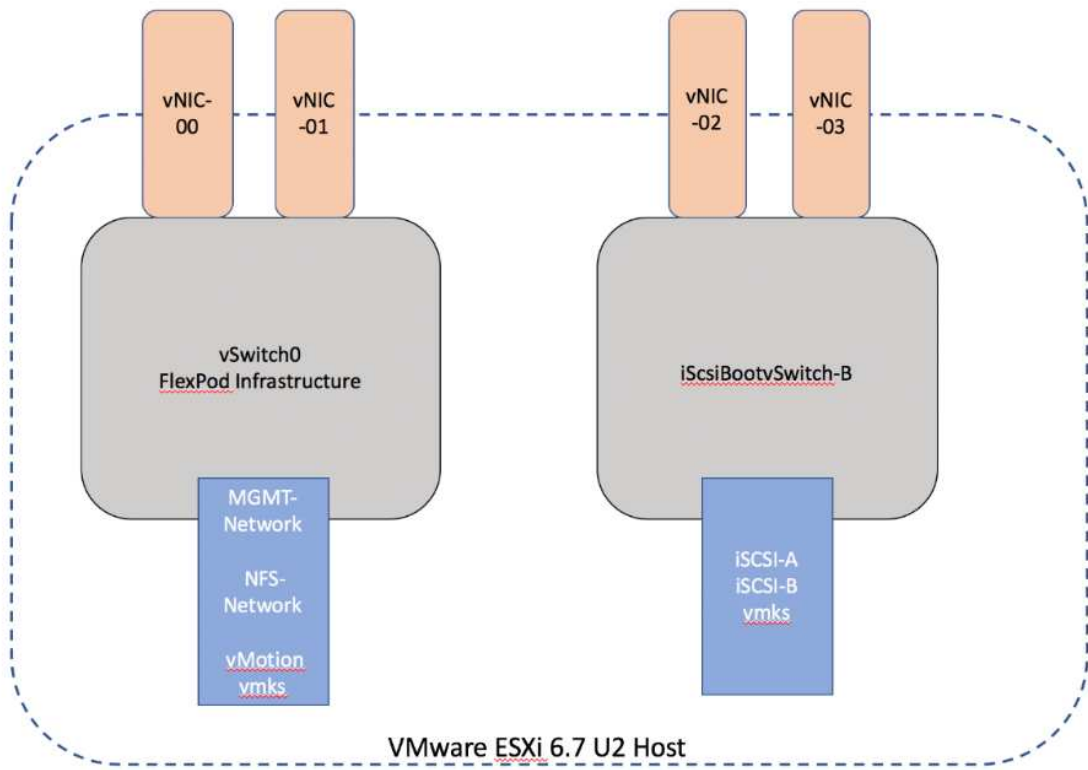 vNIC-
00
vNIC
-01
vNIC
-02
vNIC
-03
vSwitch0
FlexPod Infrastructure
iScsiBootvSwitch-B
MGMT-
Network
NFS-
Network
vMotion
vmks
iSCSI-A
iSCSI-B
vmks
VMware ESXi 6.7 U2 Host